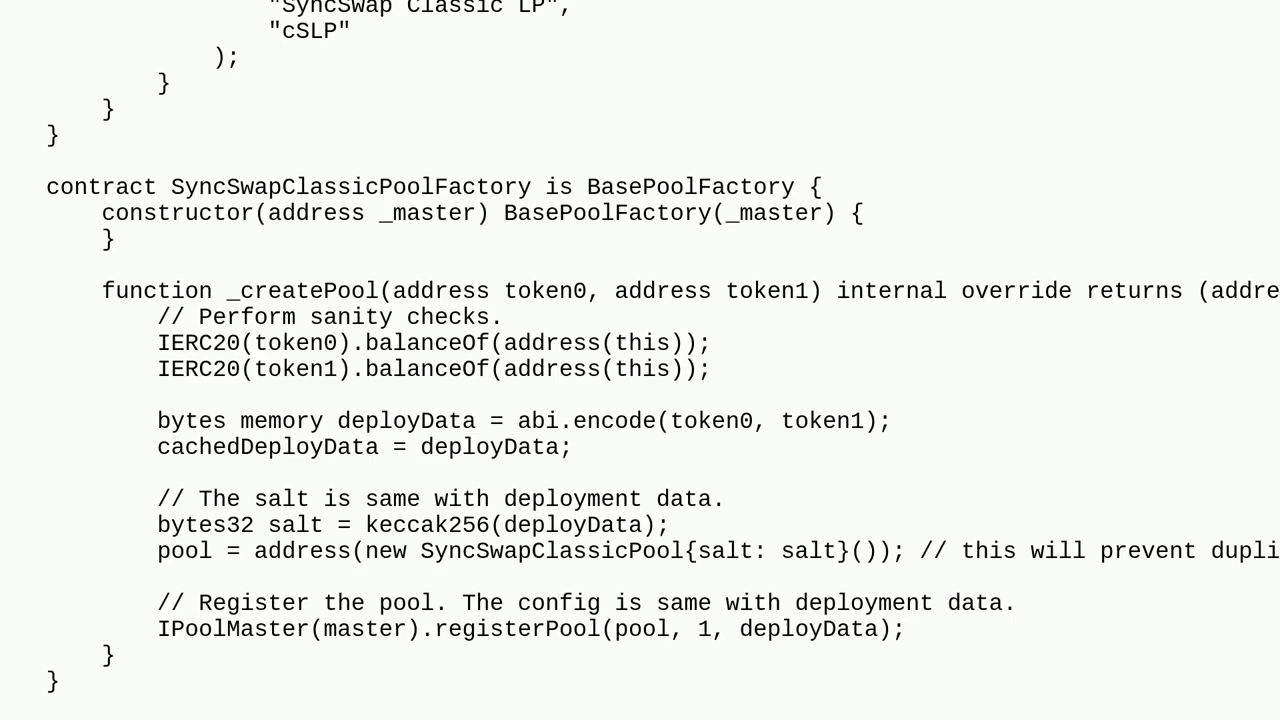 "SyncSwap Classic LP",
"cSLP"
);
}
}
}
contract SyncSwapClassicPoolFactory is BasePoolFactory {
constructor(address _master) BasePoolFactory(_master) {
}
function _createPool(address token0, address token1) internal override returns (addre
// Perform sanity checks.
IERC20(token0).balanceOf(address(this));
IERC20(token1).balanceOf(address(this));
bytes memory deployData = abi.encode(token0, token1);
cachedDeployData = deployData;
// The salt is same with deployment data.
bytes32 salt = keccak256(deployData);
pool = address(new SyncSwapClassicPool{salt: salt}()); // this will prevent dupli
// Register the pool. The config is same with deployment data.
IPoolMaster(master).registerPool(pool, 1, deployData);
}
}